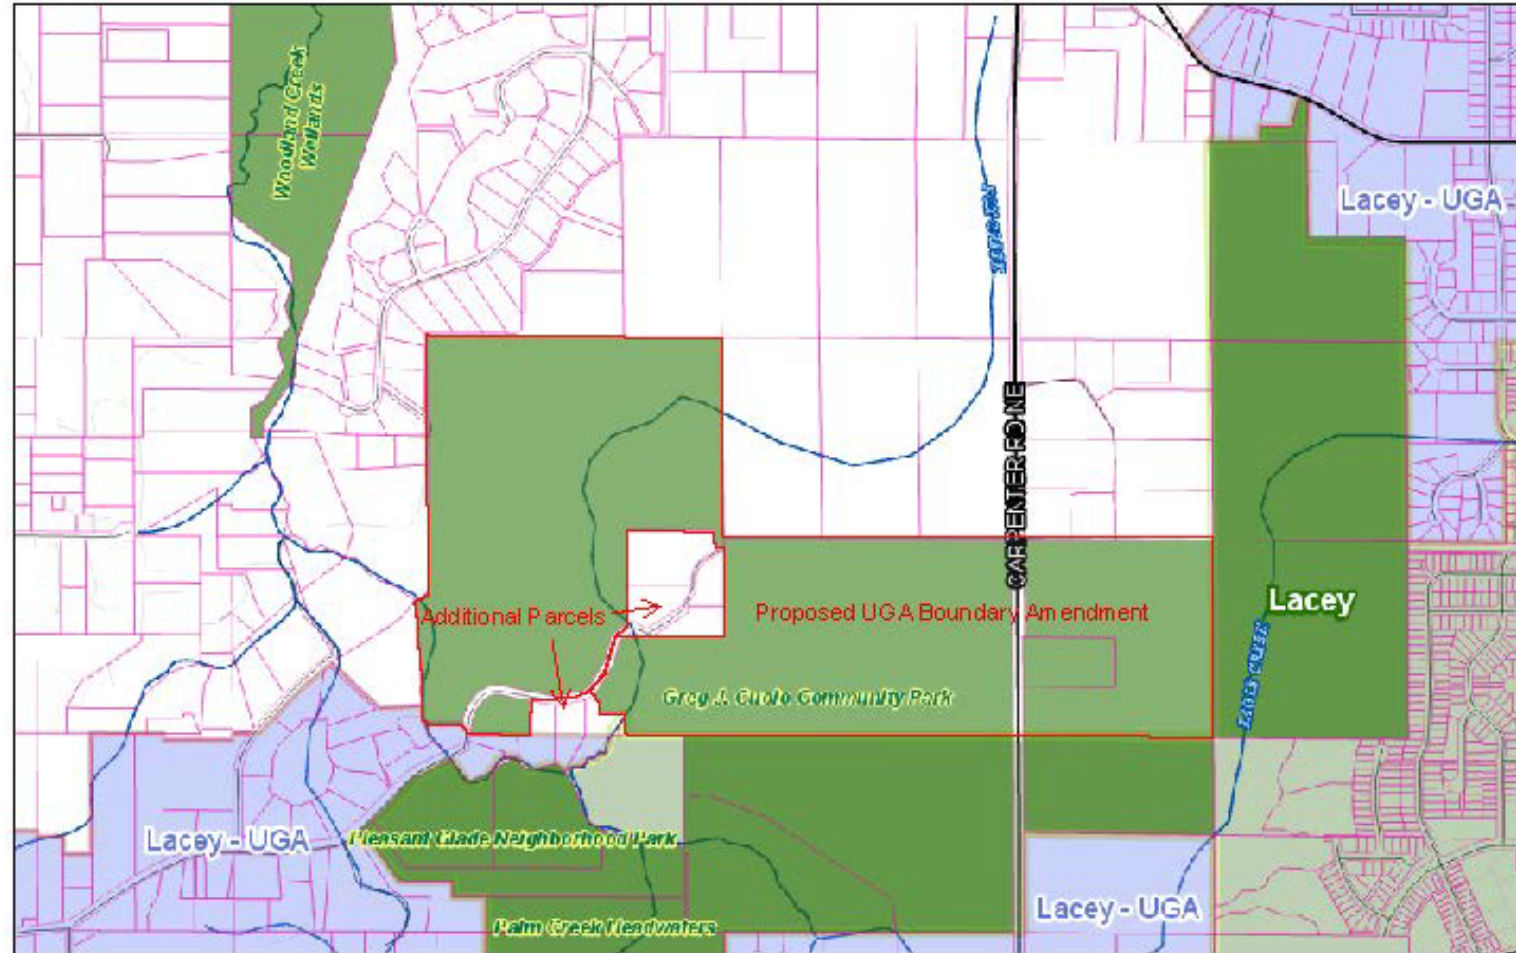 Woodland Creek
Wetlands
Lacey - UGA
CARPENTER RD NE
Additional Parcels
Proposed UGA Boundary Amendment
Lacey
Greg J. Cuoio Community Park
Lacey - UGA
Pleasant Glade Neighborhood Park
Lacey - UGA
Palm Creek Headwaters